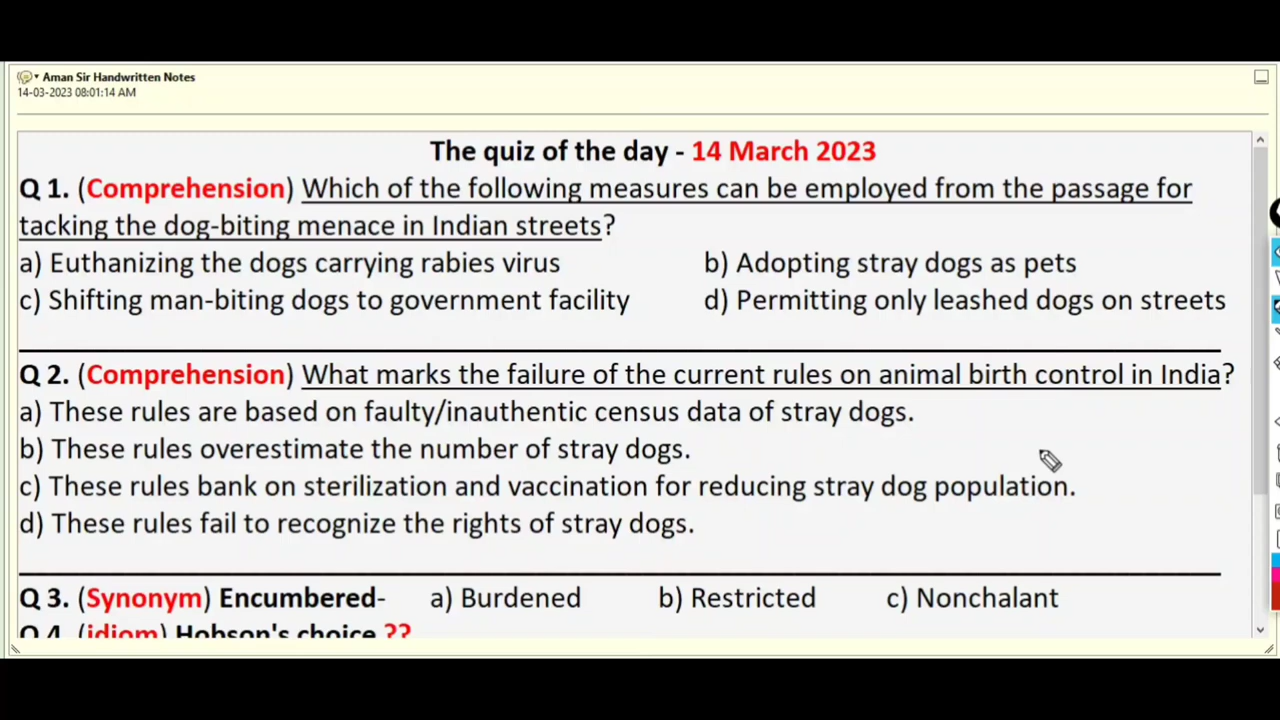 Aman Sir Handwritten Notes
14-03-2023 08:01:14 AM
The quiz of the day - 14 March 2023
Q 1. (Comprehension) Which of the following measures can be employed from the passage for
tacking the dog-biting menace in Indian streets?
a) Euthanizing the dogs carrying rabies virus b) Adopting stray dogs as pets
c) Shifting man-biting dogs to government facility d) Permitting only leashed dogs on streets
Q 2. (Comprehension) What marks the failure of the current rules on animal birth control in India?
a) These rules are based on faulty/inauthentic census data of stray dogs.
b) These rules overestimate the number of stray dogs.
c) These rules bank on sterilization and vaccination for reducing stray dog population.
d) These rules fail to recognize the rights of stray dogs.
Q 3. (Synonym) Encumbered- a) Burdened b) Restricted c) Nonchalant
Q 4. (idiom) Hobson's choice ??